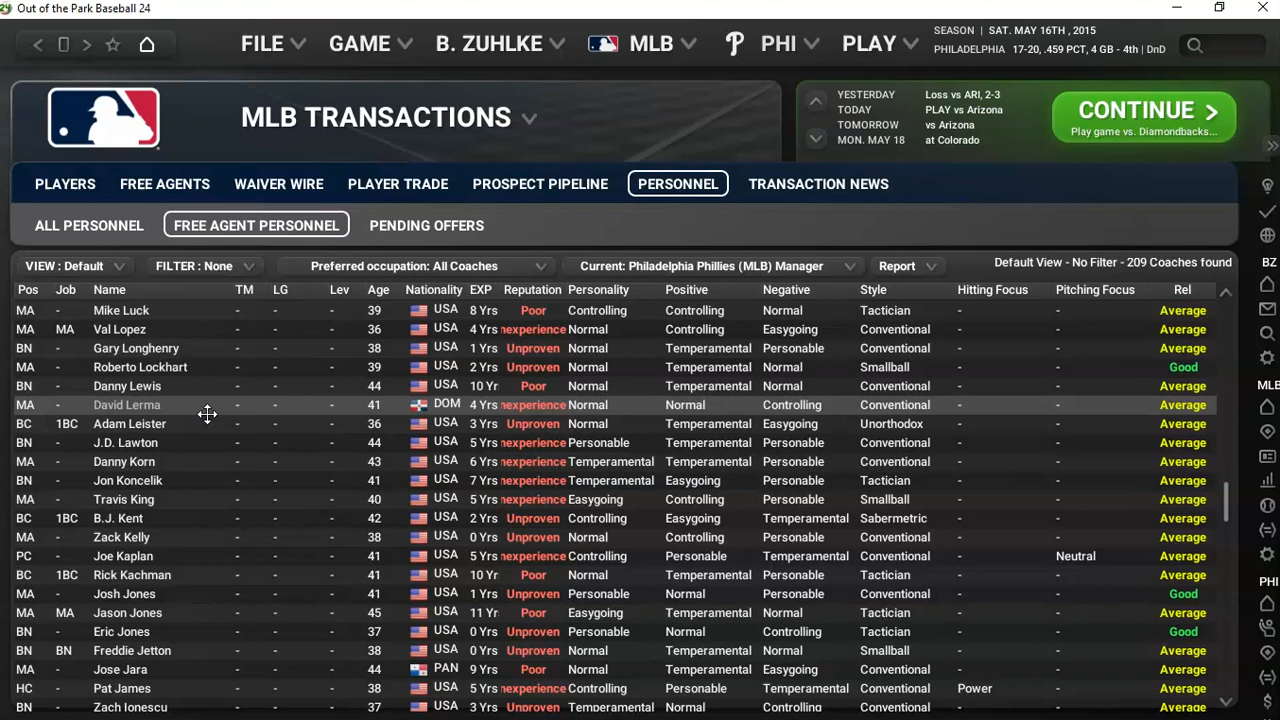 Out of the Park Baseball 24
FILE GAME B. ZUHLKE MLB PHI PLAY
SEASON | SAT. MAY 16TH , 2015
PHILADELPHIA 17-20, .459 PCT, 4 GB - 4th | DnD
MLB TRANSACTIONS
YESTERDAY Loss vs ARI, 2-3
TODAY PLAY vs Arizona
TOMORROW vs Arizona
MON. MAY 18 at Colorado
CONTINUE
Play game vs. Diamondbacks...
PLAYERS FREE AGENTS WAIVER WIRE PLAYER TRADE PROSPECT PIPELINE PERSONNEL TRANSACTION NEWS
ALL PERSONNEL FREE AGENT PERSONNEL PENDING OFFERS
VIEW : Default FILTER : None Preferred occupation: All Coaches Current: Philadelphia Phillies (MLB) Manager Report Default View - No Filter - 209 Coaches found
Pos Job Name TM LG Lev Age Nationality EXP Reputation Personality Positive Negative Style Hitting Focus Pitching Focus Rel
MA - Mike Luck - - - 39 USA 8 Yrs Poor Controlling Controlling Normal Tactician - - Average
MA MA Val Lopez - - - 36 USA 4 Yrs nexperience Normal Controlling Easygoing Conventional - - Average
BN - Gary Longhenry - - - 38 USA 1 Yrs Unproven Normal Temperamental Personable Conventional - - Average
MA - Roberto Lockhart - - - 39 USA 2 Yrs Unproven Normal Temperamental Normal Smallball - - Good
BN - Danny Lewis - - - 44 USA 10 Yr Poor Normal Temperamental Personable Conventional - - Average
MA - David Lerma - - - 41 DOM 4 Yrs nexperience Normal Normal Controlling Conventional - - Average
BC 1BC Adam Leister - - - 36 USA 3 Yrs Unproven Normal Temperamental Easygoing Unorthodox - - Average
BN - J.D. Lawton - - - 44 USA 5 Yrs nexperience Personable Temperamental Personable Conventional - - Average
MA - Danny Korn - - - 43 USA 6 Yrs nexperience Temperamental Temperamental Personable Conventional - - Average
BN - Jon Koncelik - - - 41 USA 7 Yrs nexperience Temperamental Easygoing Personable Tactician - - Average
MA - Travis King - - - 40 USA 5 Yrs nexperience Easygoing Controlling Personable Smallball - - Average
BC 1BC B.J. Kent - - - 42 USA 2 Yrs Unproven Controlling Easygoing Temperamental Sabermetric - - Average
MA - Zack Kelly - - - 38 USA 0 Yrs Unproven Normal Controlling Personable Conventional - - Average
PC - Joe Kaplan - - - 41 USA 5 Yrs nexperience Controlling Personable Temperamental Conventional - Neutral Average
BC 1BC Rick Kachman - - - 41 USA 10 Yr Poor Normal Temperamental Personable Tactician - - Average
MA - Josh Jones - - - 41 USA 1 Yrs Unproven Personable Normal Personable Conventional - - Good
MA MA Jason Jones - - - 45 USA 11 Yr Poor Easygoing Temperamental Normal Tactician - - Average
BN - Eric Jones - - - 37 USA 0 Yrs Unproven Personable Normal Controlling Tactician - - Good
BN BN Freddie Jetton - - - 38 USA 0 Yrs Unproven Normal Temperamental Normal Smallball - - Average
MA - Jose Jara - - - 44 PAN 9 Yrs Poor Normal Temperamental Easygoing Conventional - - Average
HC - Pat James - - - 38 USA 5 Yrs nexperience Controlling Personable Temperamental Conventional Power - Average
BN - Zach Ionescu - - - 37 USA 3 Yrs Unproven Temperamental Normal Controlling Conventional - - Average
BZ
MLB
PHI